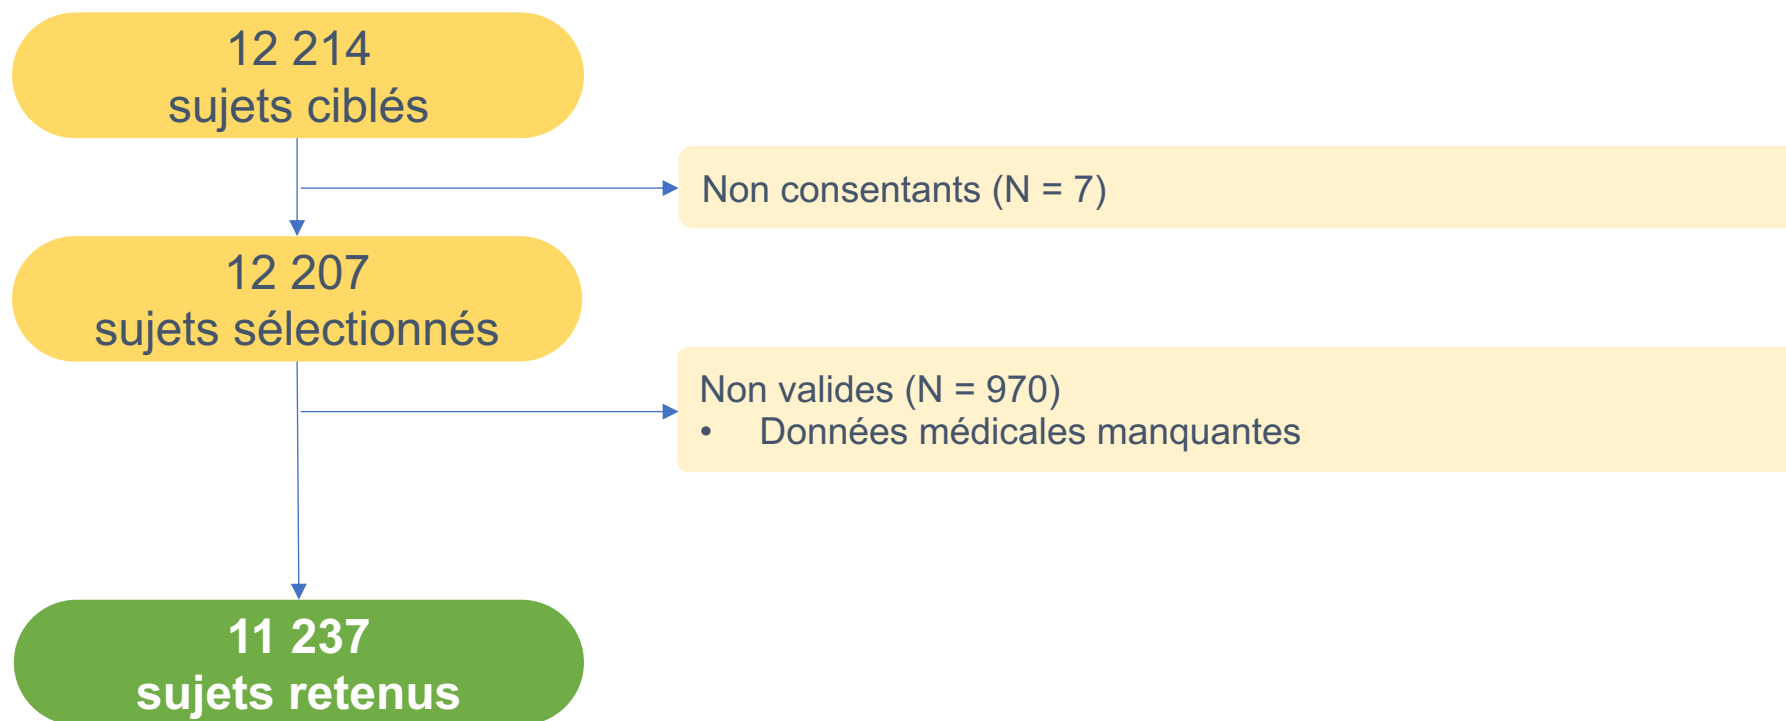 12 214
sujets ciblés
Non consentants (N = 7)
12 207
sujets sélectionnés
Non valides (N = 970)
• Données médicales manquantes
11 237
sujets retenus